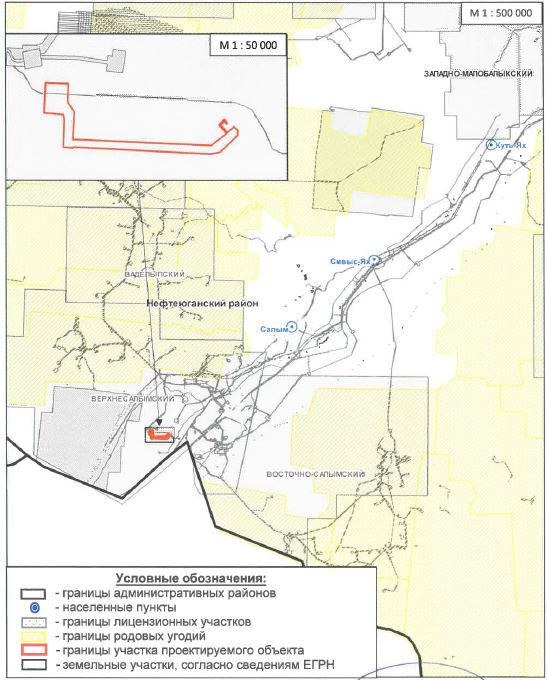 М 1 : 500 000
М 1 : 50 000
ЗАПАДНО-МАЛОБАЛЫКСКИЙ
Куть-Ях
Сивыс-Ях
ВАДЕЛЫПСКИЙ
Нефтеюганский район
Салым
ВЕРХНЕСАЛЫМСКИЙ
ВОСТОЧНО-САЛЫМСКИЙ
Условные обозначения:
- границы административных районов
- населенные пункты
- границы лицензионных участков
- границы родовых угодий
- границы участка проектируемого объекта
- земельные участки, согласно сведениям ЕГРН